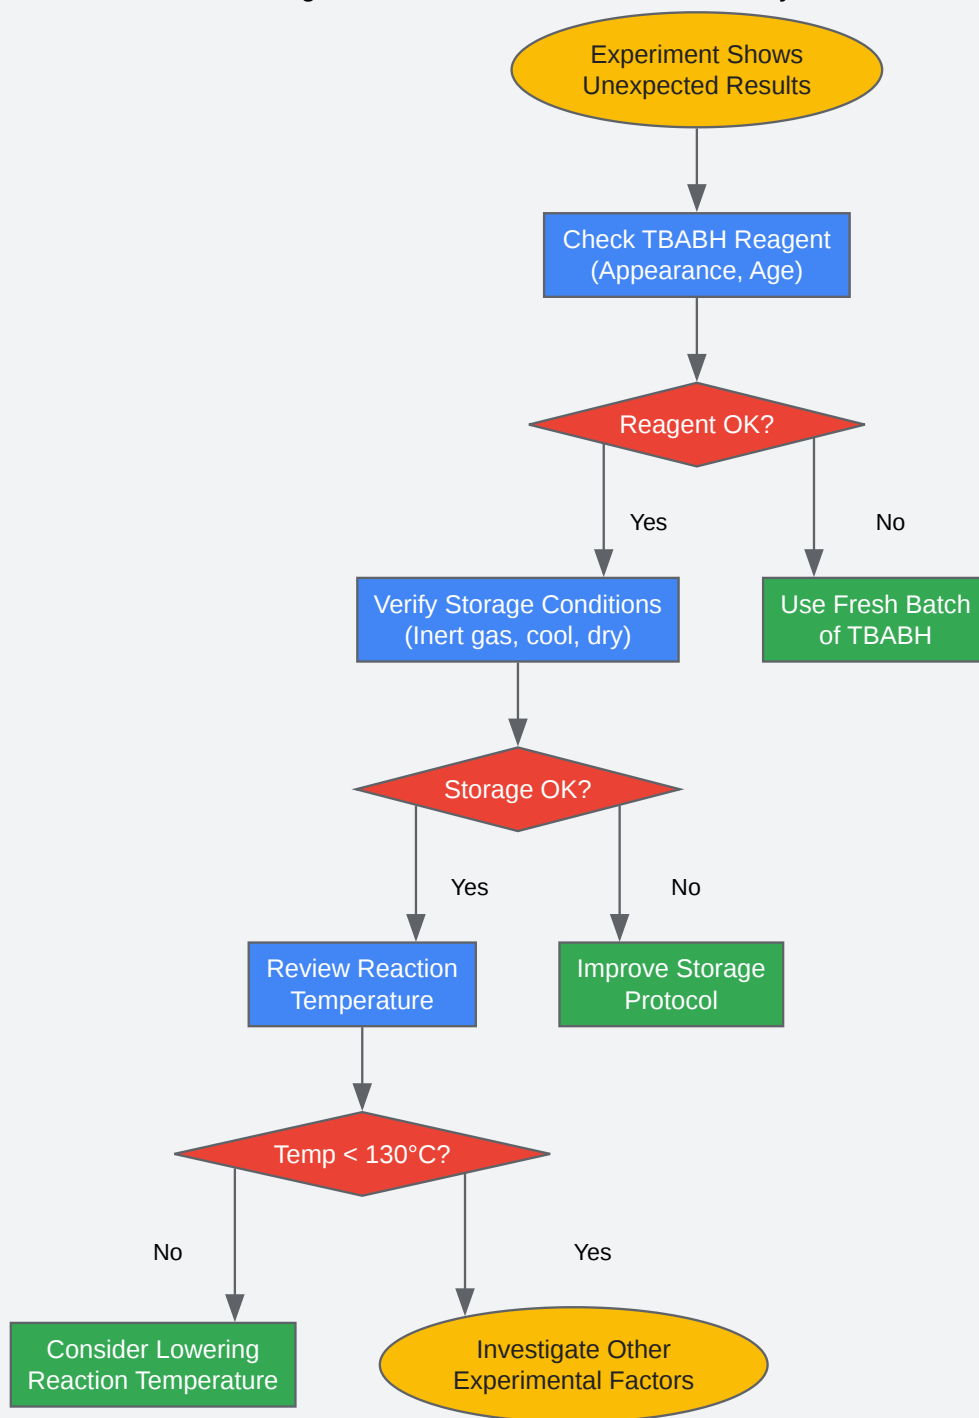 Experiment Shows
Unexpected Results
Check TBABH Reagent
(Appearance, Age)
Reagent OK?
Yes
No
Verify Storage Conditions
(Inert gas, cool, dry)
Use Fresh Batch
of TBABH
Storage OK?
Yes
No
Review Reaction
Temperature
Improve Storage
Protocol
Temp < 130°C?
No
Yes
Consider Lowering
Reaction Temperature
Investigate Other
Experimental Factors